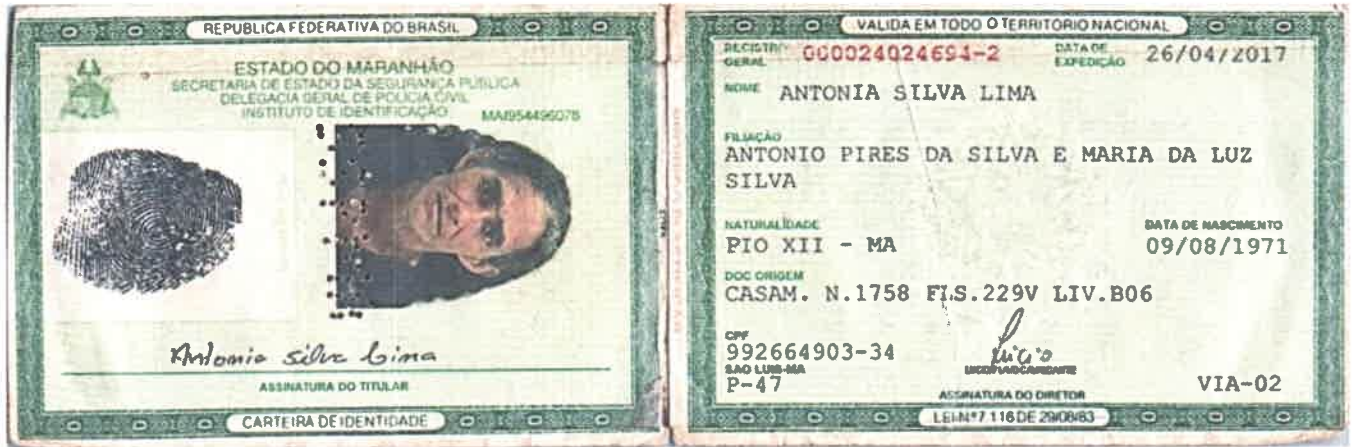 REPUBLICA FEDERATIVA DO BRASIL
ESTADO DO MARANHÃO
SECRETARIA DE ESTADO DA SEGURANÇA PÚBLICA
DELEGACIA GERAL DE POLICIA CIVIL
INSTITUTO DE IDENTIFICAÇÃO
MAI954496078
Antonia Silva Lima
ASSINATURA DO TITULAR
CARTEIRA DE IDENTIDADE
VALIDA EM TODO O TERRITORIO NACIONAL
REGISTRO GERAL 000024024694-2 DATA DE EXPEDIÇÃO 26/04/2017
NOME ANTONIA SILVA LIMA
FILIAÇÃO
ANTONIO PIRES DA SILVA E MARIA DA LUZ
SILVA
NATURALIDADE DATA DE NASCIMENTO
PIO XII - MA 09/08/1971
DOC ORIGEM
CASAM. N.1758 FLS.229V LIV.B06
CPF
992664903-34
SAO LUIS-MA
P-47 VIA-02
ASSINATURA DO DIRETOR
LEI Nº 7.116 DE 29/08/83